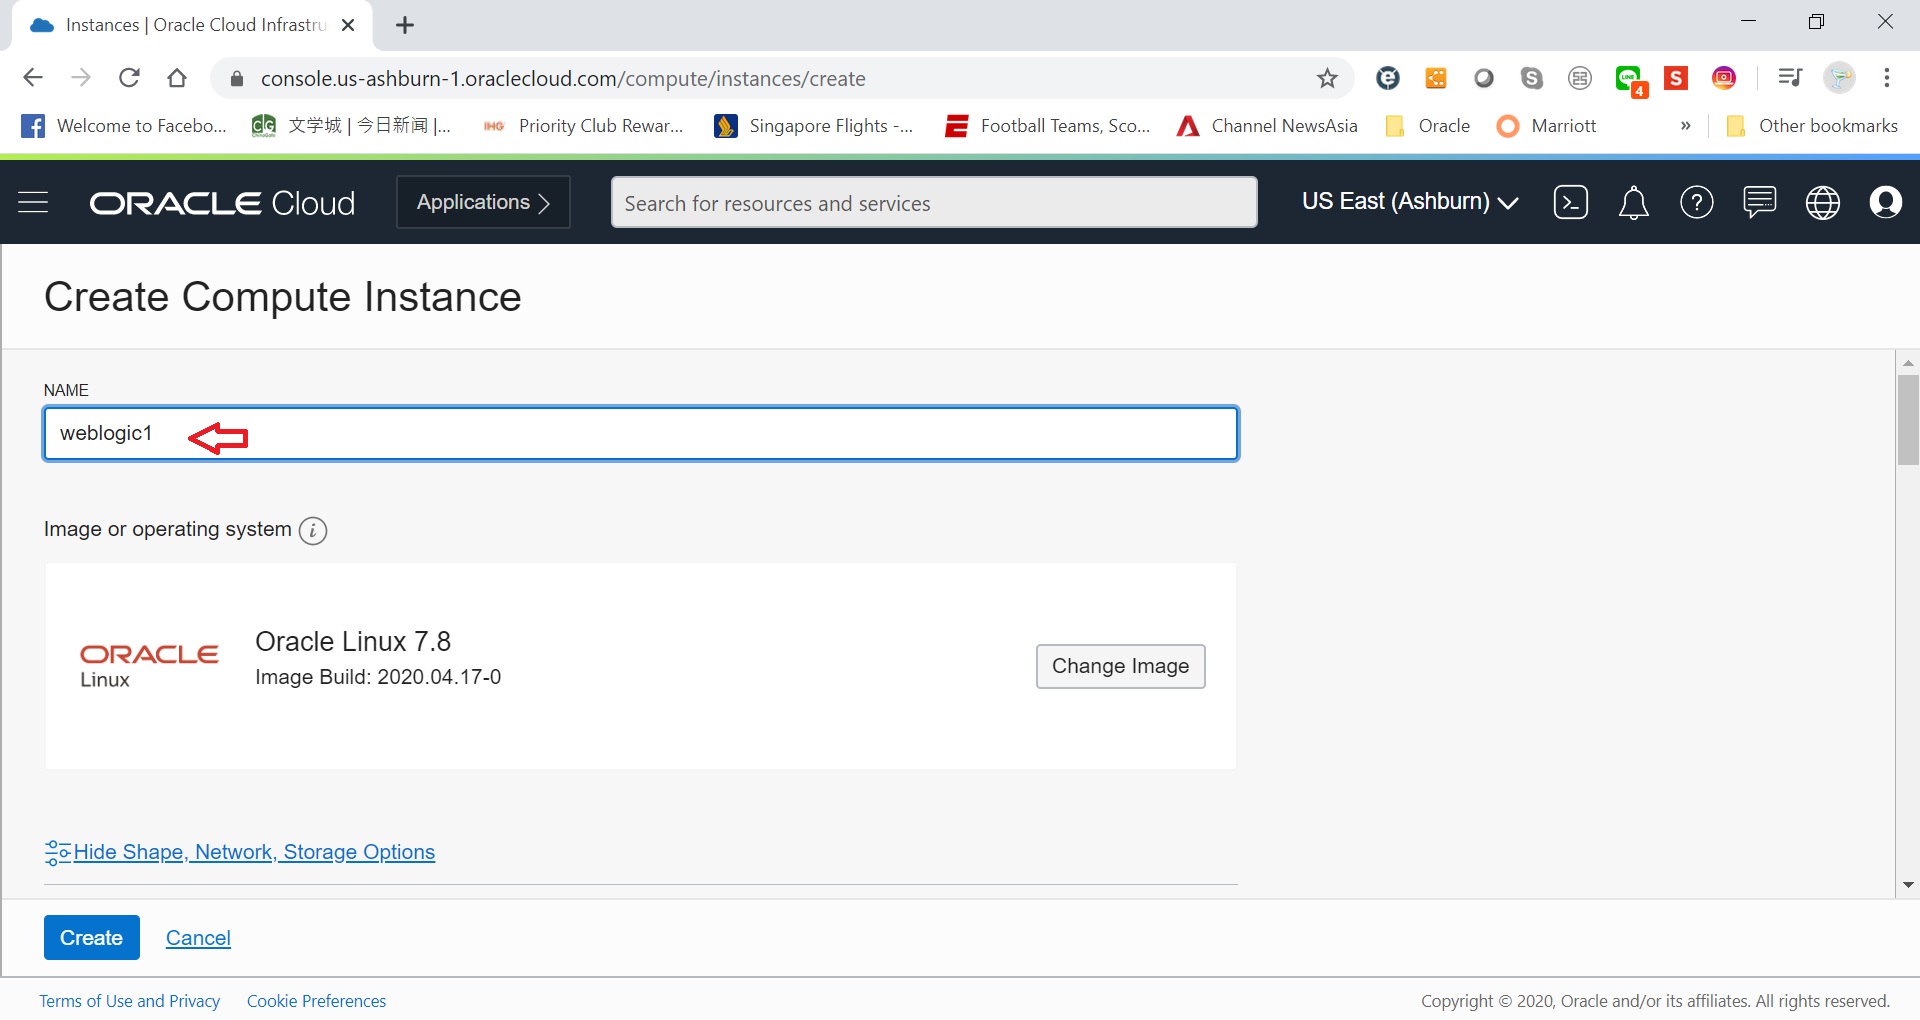 Instances | Oracle Cloud Infrastru
console.us-ashburn-1.oraclecloud.com/compute/instances/create
4
S
Welcome to Facebo...
CG
文学城 | 今日新闻 |...
IHG
Priority Club Rewar...
Singapore Flights -...
Football Teams, Sco...
Channel NewsAsia
Oracle
Marriott
»
Other bookmarks
ORACLE Cloud
Applications
Search for resources and services
US East (Ashburn)
Create Compute Instance
NAME
weblogic1
Image or operating system i
ORACLE
Linux
Oracle Linux 7.8
Image Build: 2020.04.17-0
Change Image
Hide Shape, Network, Storage Options
Create
Cancel
Terms of Use and Privacy
Cookie Preferences
Copyright © 2020, Oracle and/or its affiliates. All rights reserved.